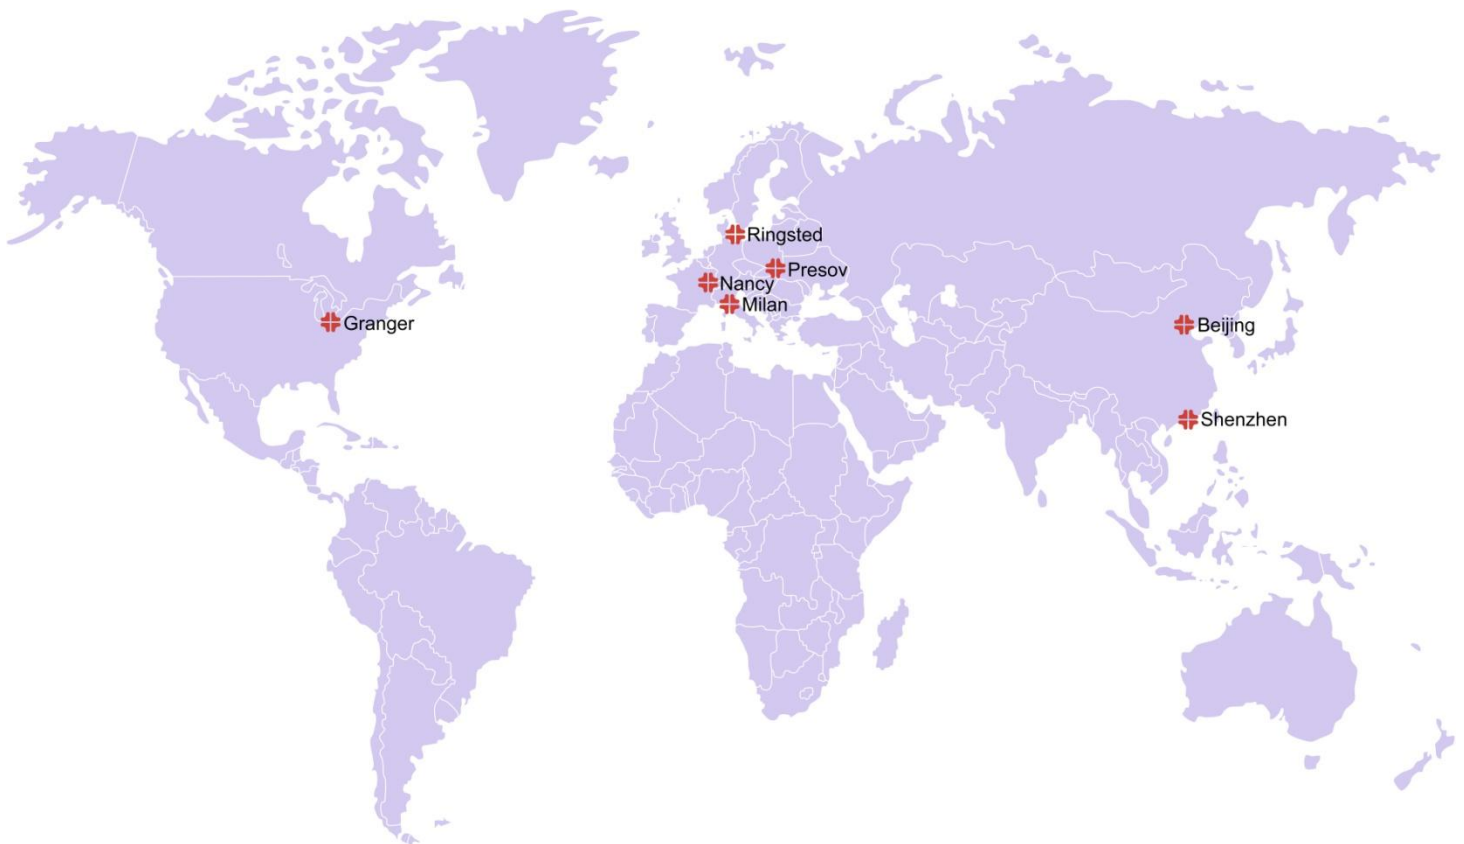 Ringsted
Presov
Nancy
Milan
Granger
Beijing
Shenzhen